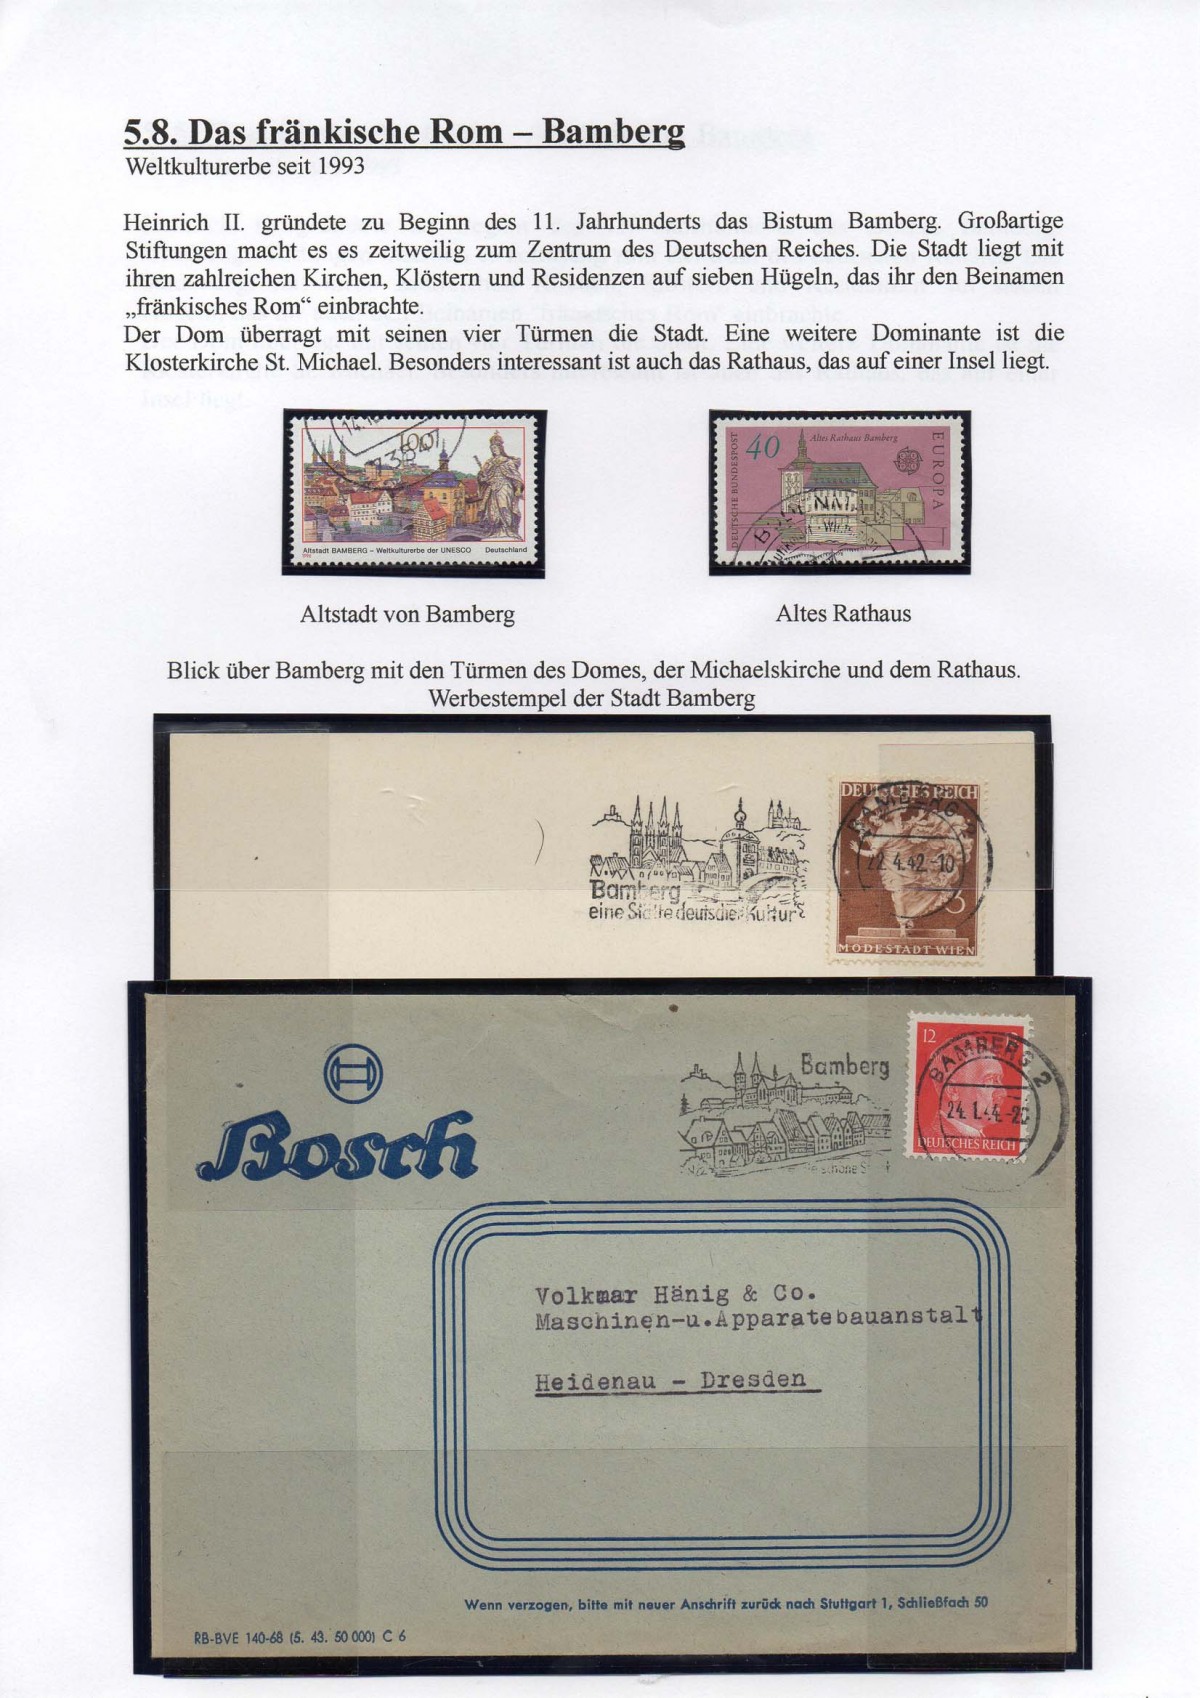 5.8. Das fränkische Rom – Bamberg
Weltkulturerbe seit 1993
Heinrich II. gründete zu Beginn des 11. Jahrhunderts das Bistum Bamberg. Großartige
Stiftungen macht es es zeitweilig zum Zentrum des Deutschen Reiches. Die Stadt liegt mit
ihren zahlreichen Kirchen, Klöstern und Residenzen auf sieben Hügeln, das ihr den Beinamen
„fränkisches Rom“ einbrachte.
Der Dom überragt mit seinen vier Türmen die Stadt. Eine weitere Dominante ist die
Klosterkirche St. Michael. Besonders interessant ist auch das Rathaus, das auf einer Insel liegt.
100
Altstadt BAMBERG – Weltkulturerbe der UNESCO Deutschland
40
Altes Rathaus Bamberg
DEUTSCHE BUNDESPOST
EUROPA
Altstadt von Bamberg
Altes Rathaus
Blick über Bamberg mit den Türmen des Domes, der Michaelskirche und dem Rathaus.
Werbestempel der Stadt Bamberg
DEUTSCHES REICH
BAMBERG
22.4.42.-10
3
MODESTADT WIEN
Bamberg
eine Stätte deutscher Kultur
Bamberg
schöne
12
BAMBERG 2
24.1.44.-20
DEUTSCHES REICH
Bosch
Volkmar Hänig & Co.
Maschinen-u.Apparatebauanstalt
Heidenau - Dresden
Wenn verzogen, bitte mit neuer Anschrift zurück nach Stuttgart 1, Schließfach 50
RB-BVE 140-68 (5. 43. 50 000) C 6